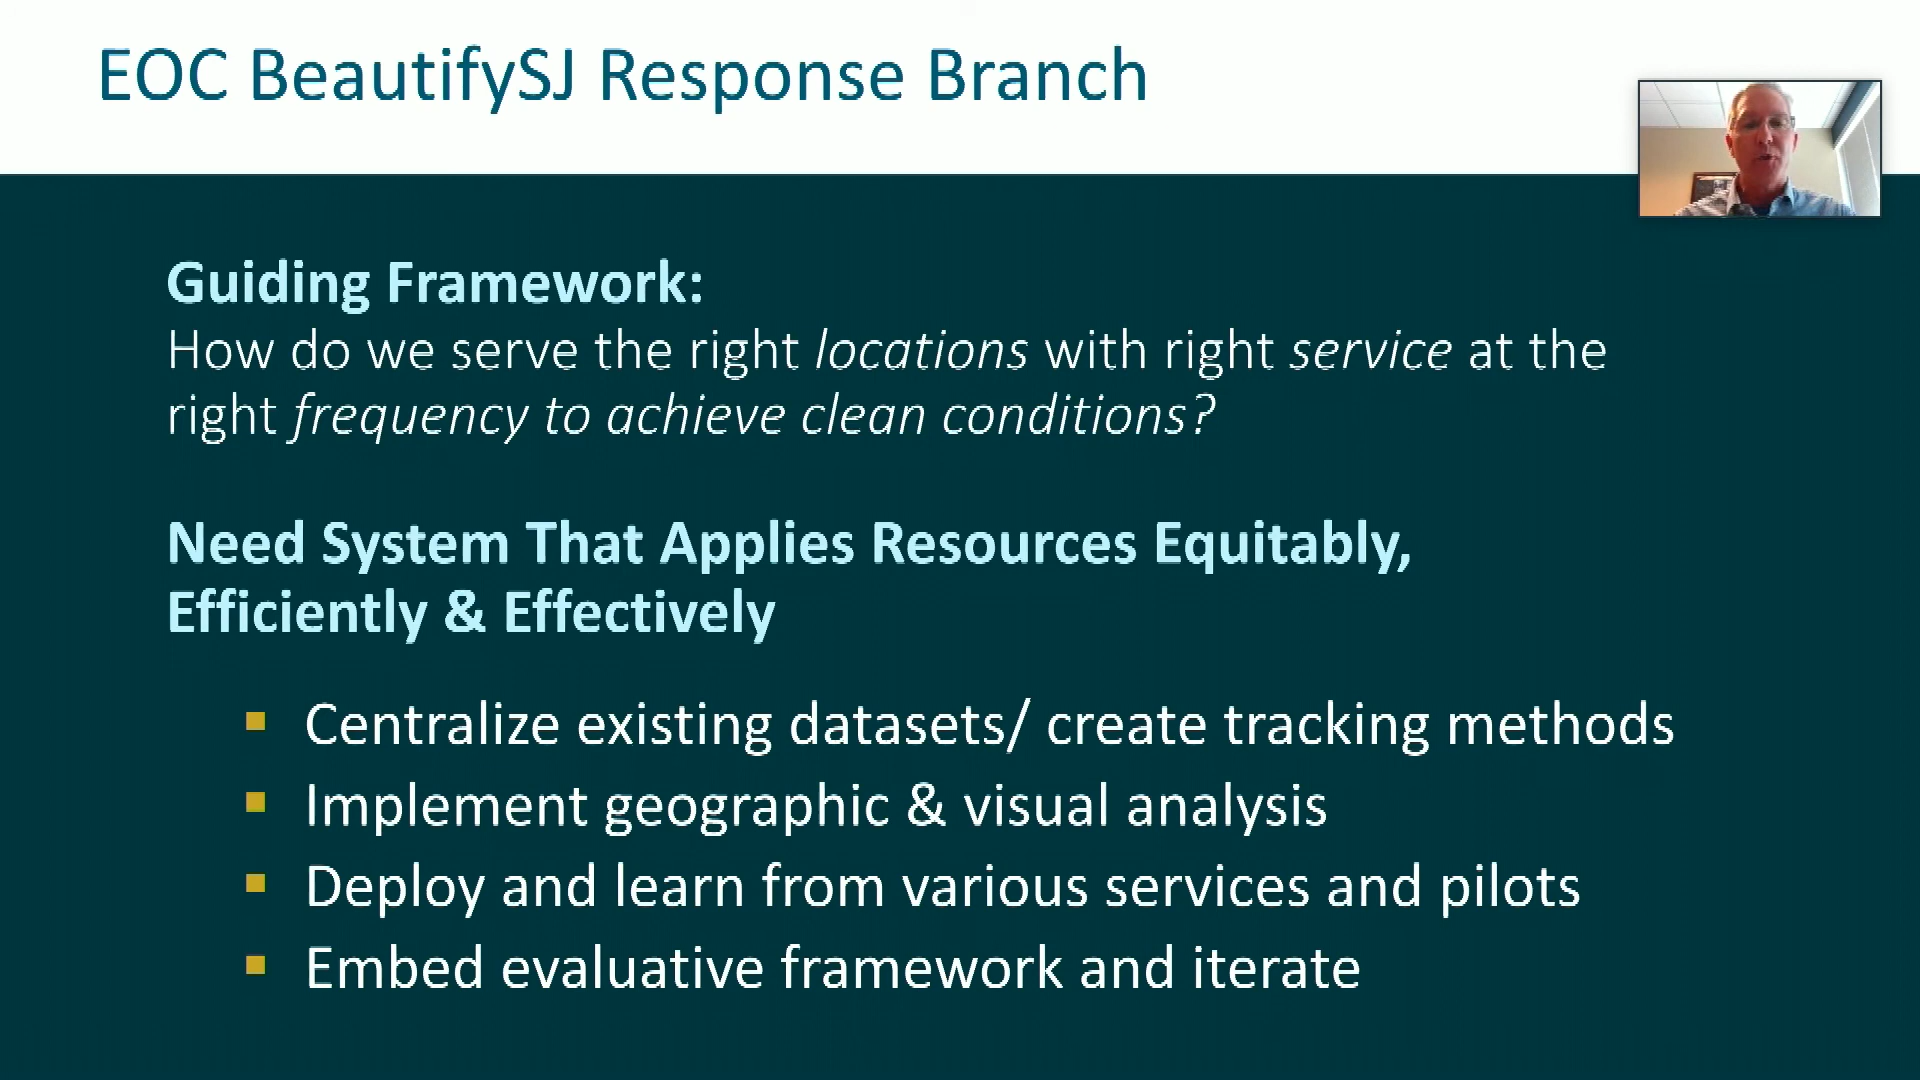 EOC BeautifySJ Response Branch
Guiding Framework:
How do we serve the right locations with right service at the
right frequency to achieve clean conditions?
Need System That Applies Resources Equitably,
Efficiently & Effectively
Centralize existing datasets/ create tracking methods
Implement geographic & visual analysis
Deploy and learn from various services and pilots
Embed evaluative framework and iterate